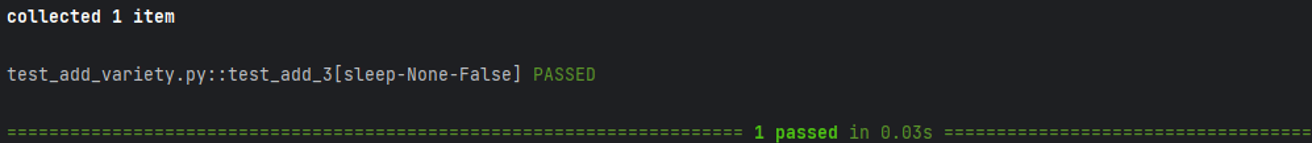 collected 1 item
test_add_variety.py::test_add_3[sleep-None-False] PASSED
====================================================================== 1 passed in 0.03s ===================================